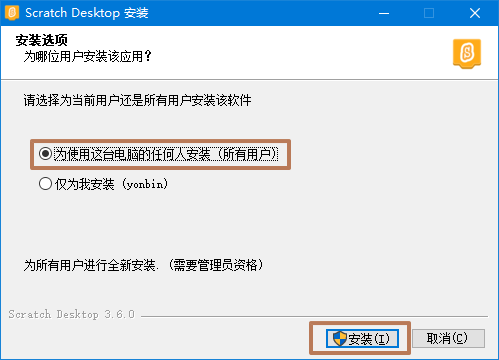 Scratch Desktop 安装
安装选项
为哪位用户安装该应用？
请选择为当前用户还是所有用户安装该软件
为使用这台电脑的任何人安装 (所有用户)
仅为我安装 (yonbin)
为所有用户进行全新安装. (需要管理员资格)
Scratch Desktop 3.6.0
安装(I) 取消(C)